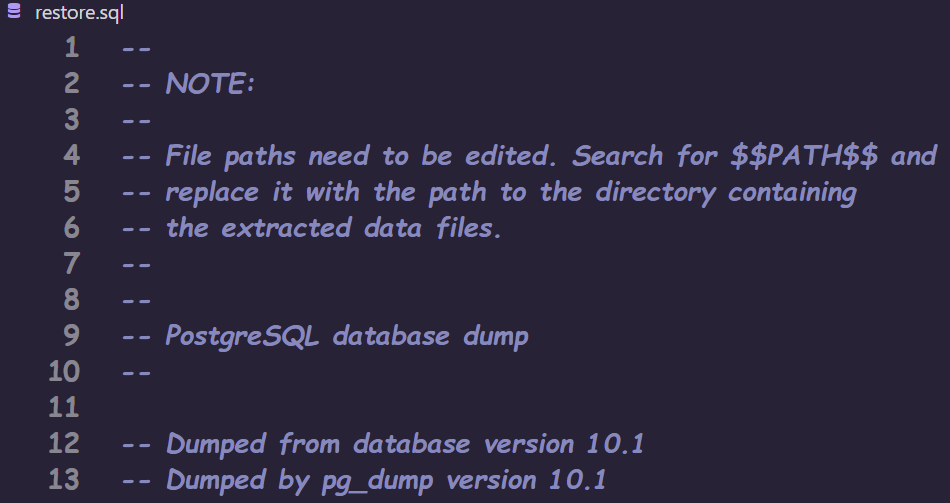 restore.sql
1 --
2 -- NOTE:
3 --
4 -- File paths need to be edited. Search for $$PATH$$ and
5 -- replace it with the path to the directory containing
6 -- the extracted data files.
7 --
8 --
9 -- PostgreSQL database dump
10 --
11
12 -- Dumped from database version 10.1
13 -- Dumped by pg_dump version 10.1